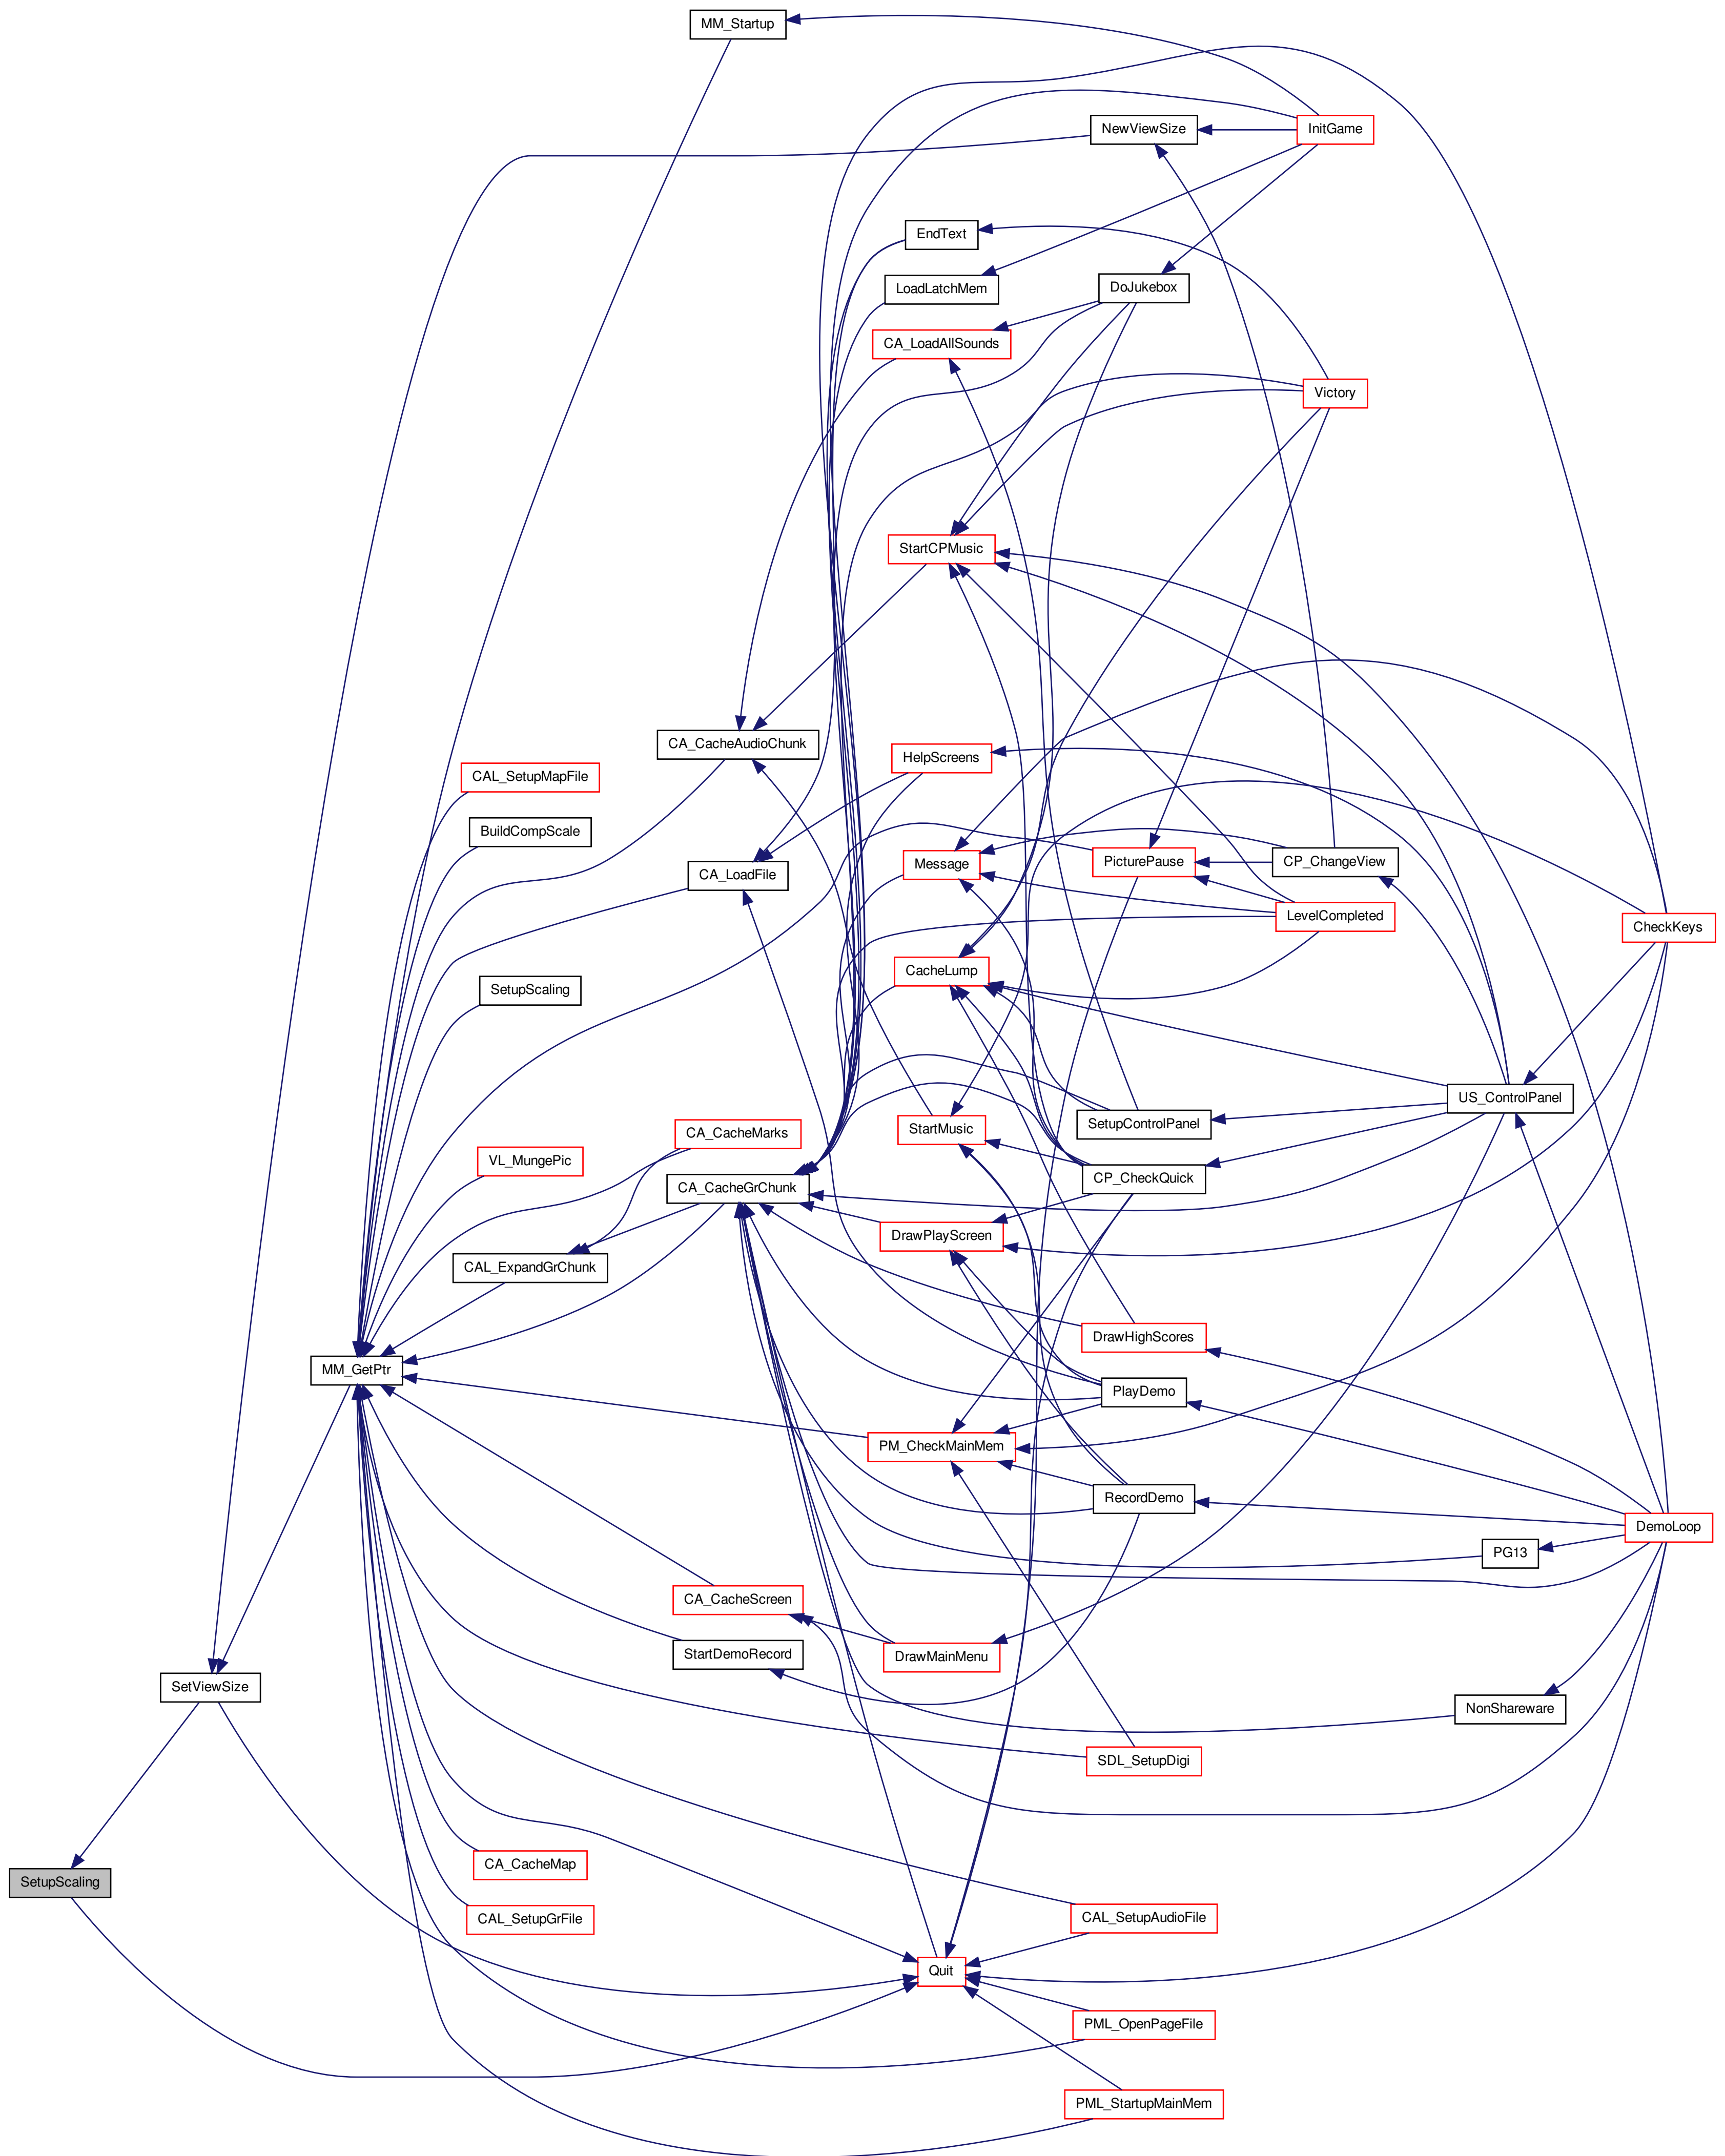 MM_Startup
NewViewSize
InitGame
EndText
LoadLatchMem
DoJukebox
CA_LoadAllSounds
Victory
StartCPMusic
CA_CacheAudioChunk
HelpScreens
CAL_SetupMapFile
BuildCompScale
CA_LoadFile
Message
PicturePause
CP_ChangeView
LevelCompleted
CheckKeys
CacheLump
SetupScaling
US_ControlPanel
SetupControlPanel
StartMusic
CA_CacheMarks
VL_MungePic
CA_CacheGrChunk
CP_CheckQuick
DrawPlayScreen
CAL_ExpandGrChunk
DrawHighScores
MM_GetPtr
PlayDemo
PM_CheckMainMem
RecordDemo
DemoLoop
PG13
CA_CacheScreen
StartDemoRecord
DrawMainMenu
SetViewSize
NonShareware
SDL_SetupDigi
CA_CacheMap
SetupScaling
CAL_SetupGrFile
CAL_SetupAudioFile
Quit
PML_OpenPageFile
PML_StartupMainMem